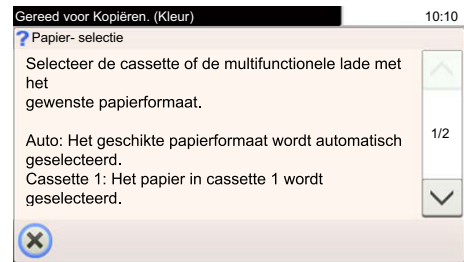 Gereed voor Kopiëren. (Kleur) 10:10
? Papier- selectie
Selecteer de cassette of de multifunctionele lade met
het
gewenste papierformaat.
Auto: Het geschikte papierformaat wordt automatisch
geselecteerd.
1/2
Cassette 1: Het papier in cassette 1 wordt
geselecteerd.